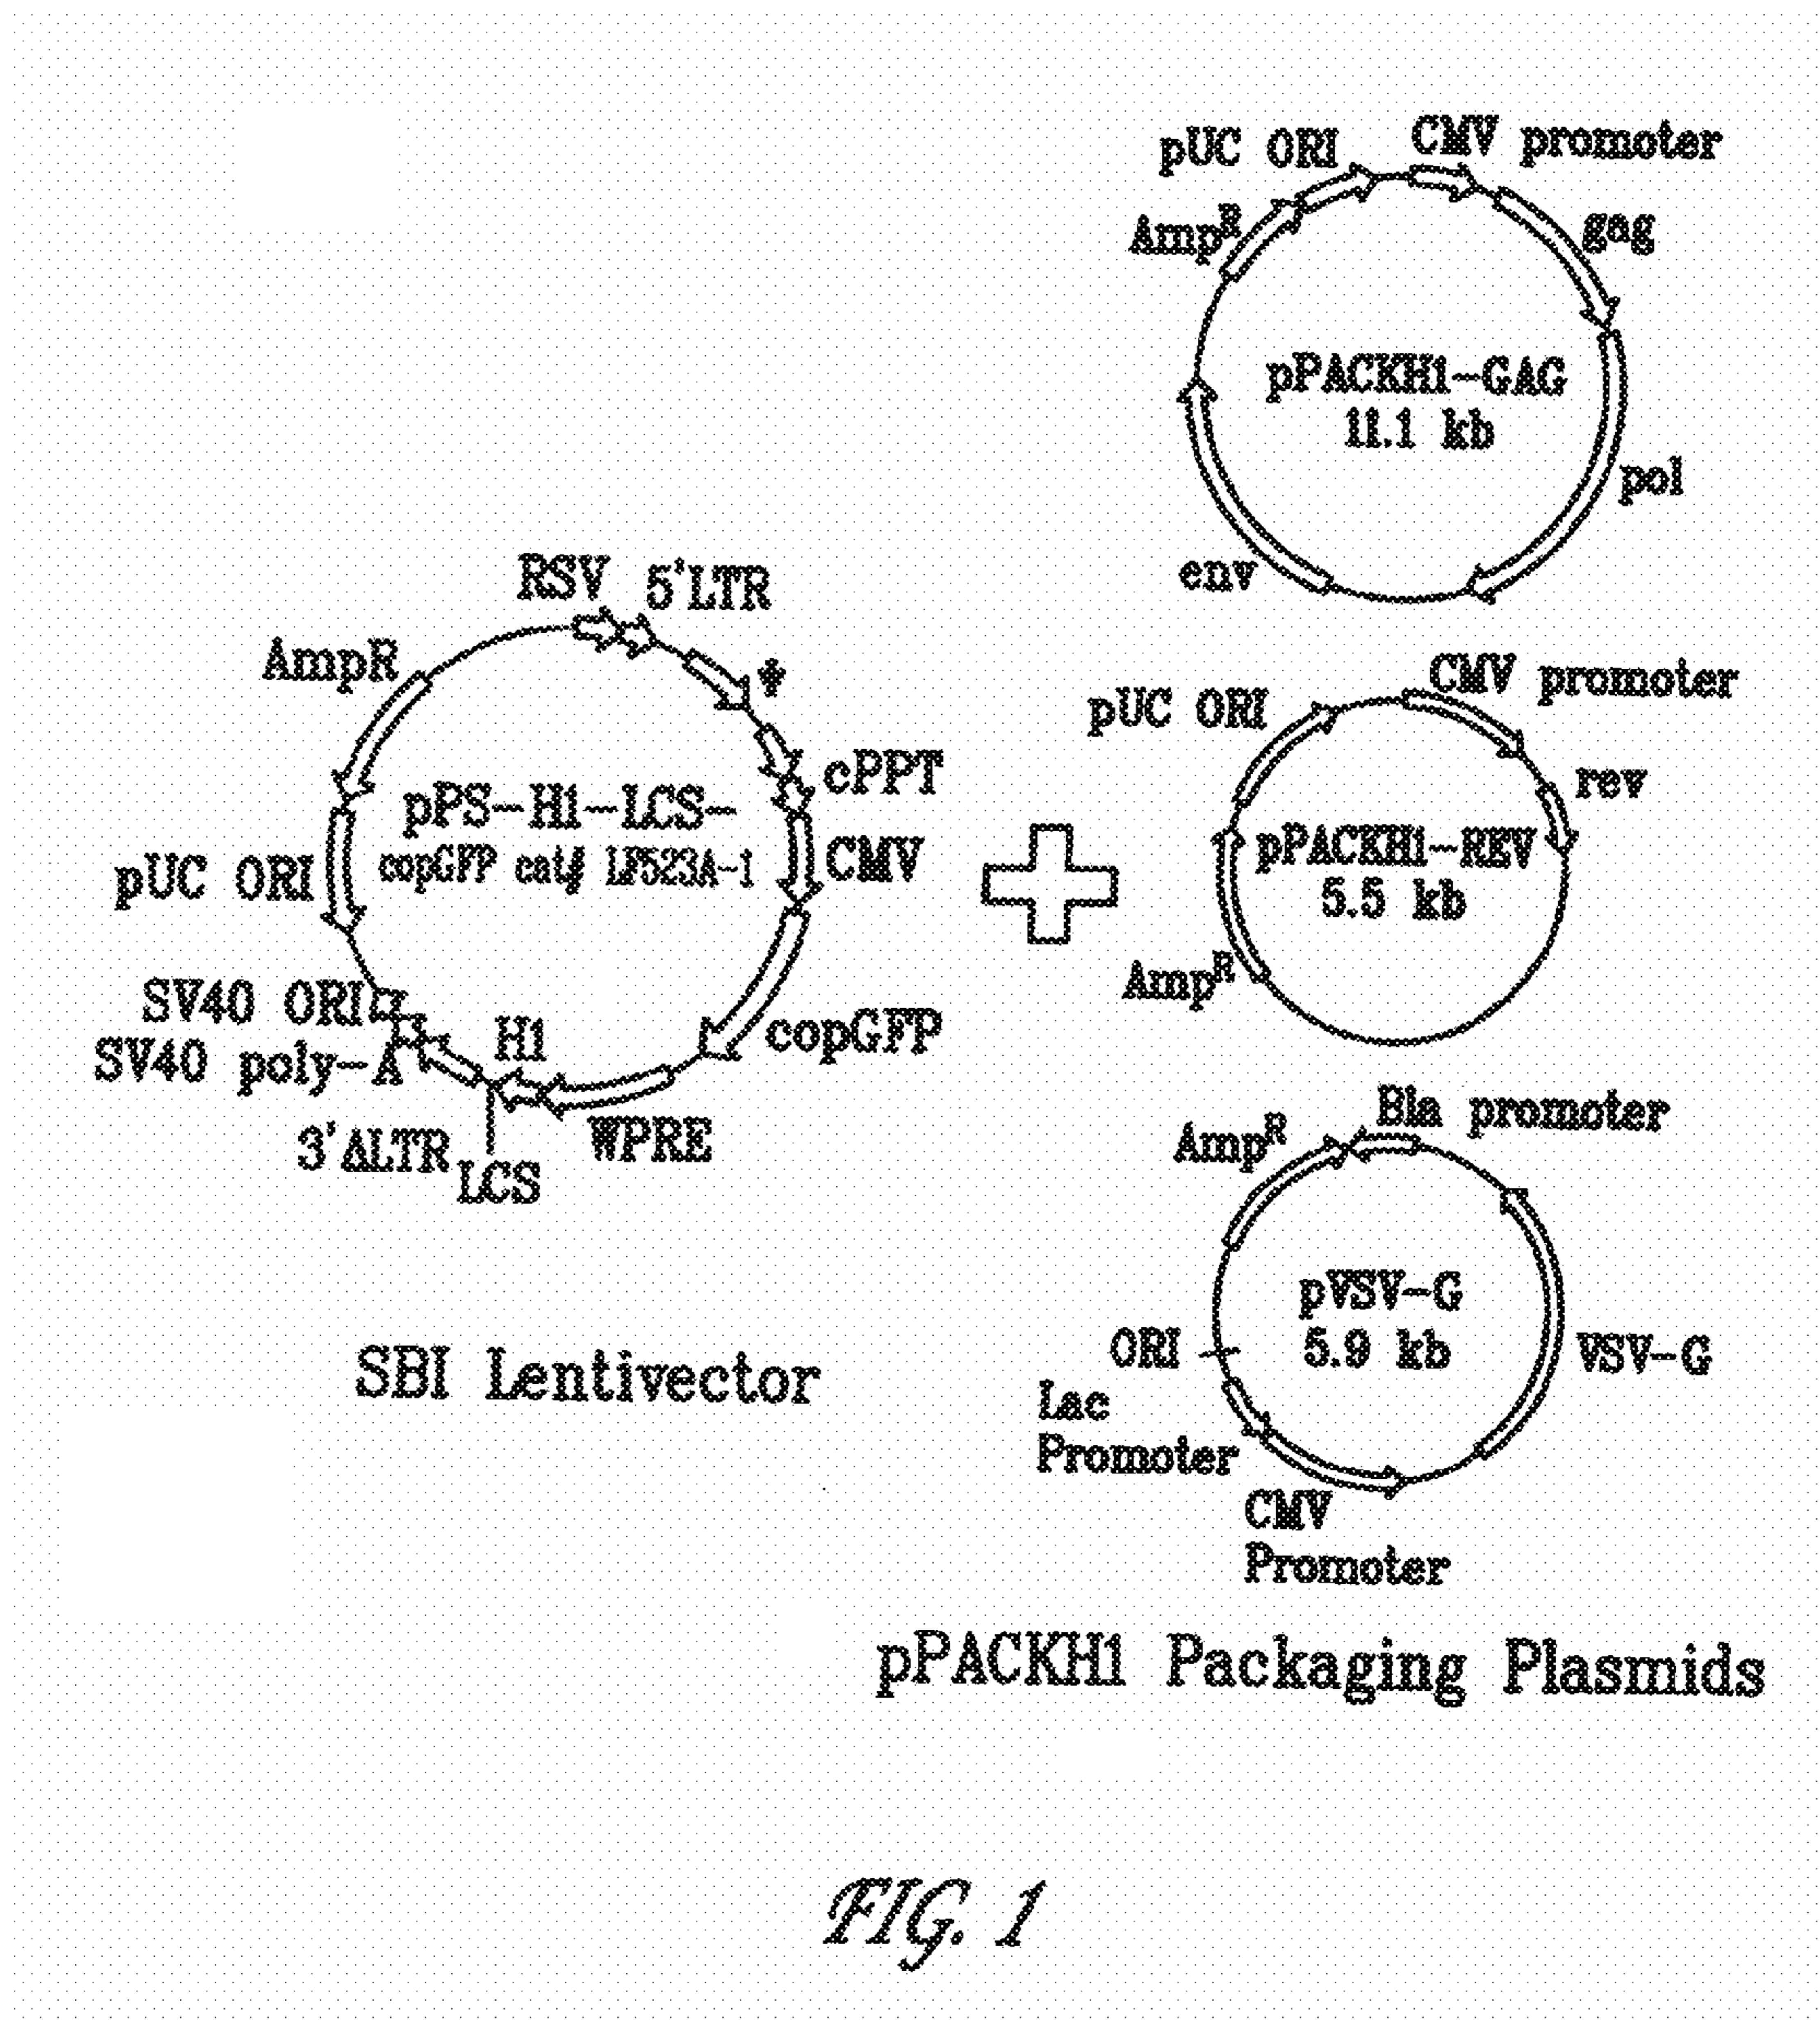 RSV 5'LTR
AmpR
ψ
cPPT
pPS-H1-LCS-
copGFP cat# LF523A-1
CMV
pUC ORI
copGFP
SV40 ORI
SV40 poly-A
H1
WPRE
3'ΔLTR
LCS
SBI Lentivector
pUC ORI
CMV promoter
Amp^R
gag
pPACKH1-GAG
11.1 kb
pol
env
CMV promoter
pUC ORI
rev
pPACKH1-REV
5.5 kb
Amp^R
Bla promoter
Amp^R
pVSV-G
5.9 kb
ORI
VSV-G
Lac
Promoter
CMV
Promoter
pPACKH1 Packaging Plasmids
FIG. 1